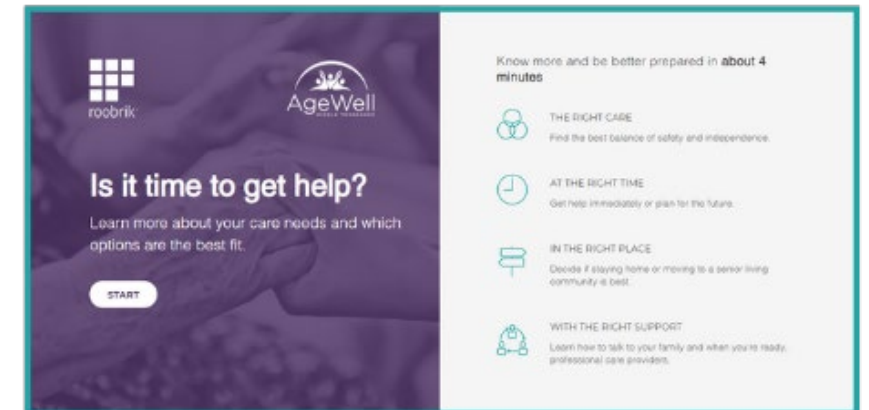 roobrik
AgeWell
MIDDLE TENNESSEE
Is it time to get help?
Learn more about your care needs and which
options are the best fit.
START
Know more and be better prepared in about 4
minutes
THE RIGHT CARE
Find the best balance of safety and independence.
AT THE RIGHT TIME
Get help immediately or plan for the future.
IN THE RIGHT PLACE
Decide if staying home or moving to a senior living
community is best.
WITH THE RIGHT SUPPORT
Learn how to talk to your family and when you're ready,
professional care providers.